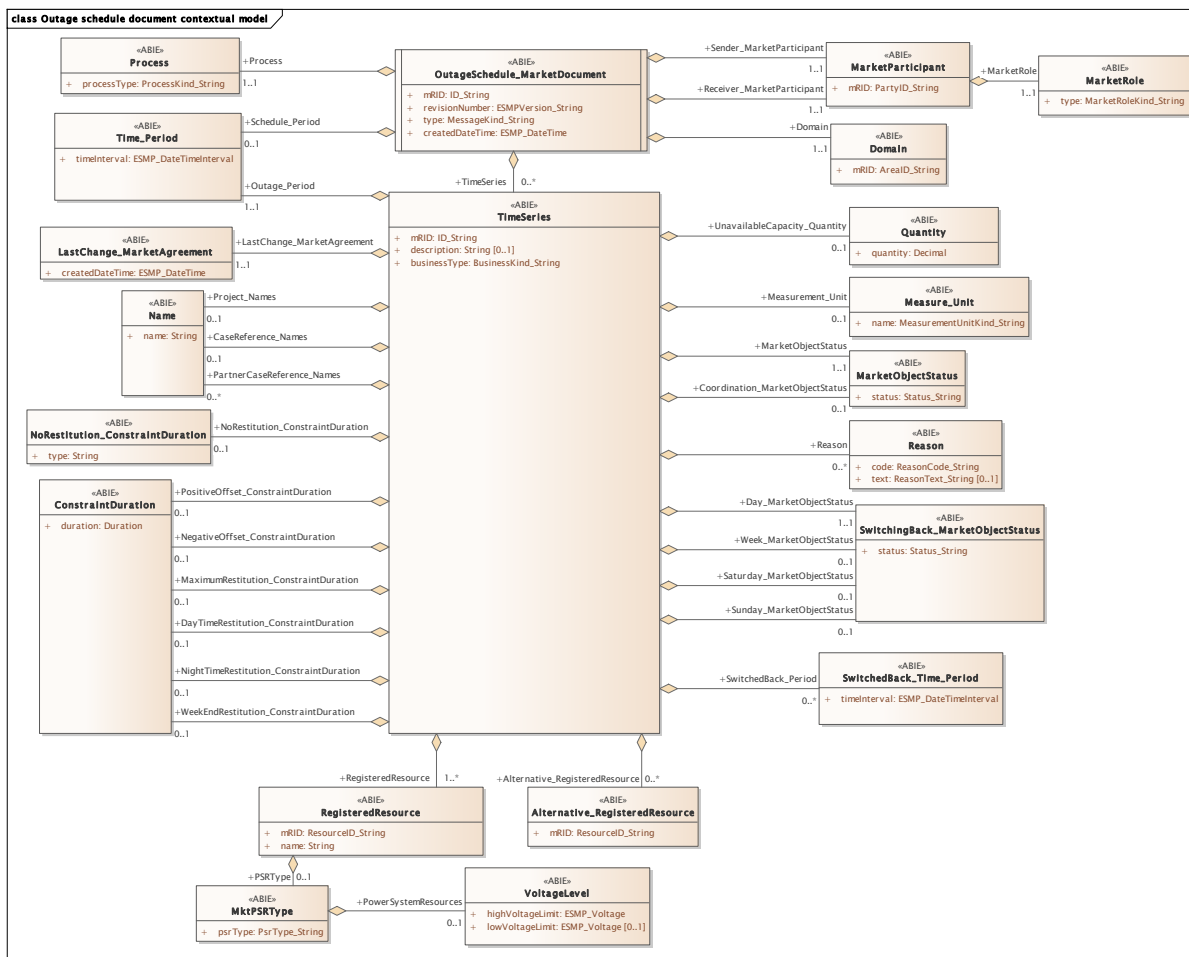 class Outage schedule document contextual model
«ABIE»
Process
+ processType: ProcessKind_String
+Process
1..1
«ABIE»
OutageSchedule_MarketDocument
+ mRID: ID_String
+ revisionNumber: ESMPVersion_String
+ type: MessageKind_String
+ createdDateTime: ESMP_DateTime
+Sender_MarketParticipant
1..1
+Receiver_MarketParticipant
1..1
«ABIE»
MarketParticipant
+ mRID: PartyID_String
+MarketRole
1..1
«ABIE»
MarketRole
+ type: MarketRoleKind_String
«ABIE»
Time_Period
+ timeInterval: ESMP_DateTimeInterval
+Schedule_Period
0..1
+Outage_Period
1..1
+Domain
1..1
«ABIE»
Domain
+ mRID: AreaID_String
+TimeSeries
0..*
«ABIE»
TimeSeries
+ mRID: ID_String
+ description: String [0..1]
+ businessType: BusinessKind_String
«ABIE»
LastChange_MarketAgreement
+ createdDateTime: ESMP_DateTime
+LastChange_MarketAgreement
1..1
+UnavailableCapacity_Quantity
0..1
«ABIE»
Quantity
+ quantity: Decimal
«ABIE»
Name
+ name: String
+Project_Names
0..1
+CaseReference_Names
0..1
+PartnerCaseReference_Names
0..*
+Measurement_Unit
0..1
«ABIE»
Measure_Unit
+ name: MeasurementUnitKind_String
+MarketObjectStatus
1..1
+Coordination_MarketObjectStatus
0..1
«ABIE»
MarketObjectStatus
+ status: Status_String
«ABIE»
NoRestitution_ConstraintDuration
+ type: String
+NoRestitution_ConstraintDuration
0..1
+Reason
0..*
«ABIE»
Reason
+ code: ReasonCode_String
+ text: ReasonText_String [0..1]
«ABIE»
ConstraintDuration
+ duration: Duration
+PositiveOffset_ConstraintDuration
0..1
+NegativeOffset_ConstraintDuration
0..1
+MaximumRestitution_ConstraintDuration
0..1
+DayTimeRestitution_ConstraintDuration
0..1
+NightTimeRestitution_ConstraintDuration
0..1
+WeekEndRestitution_ConstraintDuration
0..1
+Day_MarketObjectStatus
1..1
+Week_MarketObjectStatus
0..1
+Saturday_MarketObjectStatus
0..1
+Sunday_MarketObjectStatus
0..1
«ABIE»
SwitchingBack_MarketObjectStatus
+ status: Status_String
+SwitchedBack_Period
0..*
«ABIE»
SwitchedBack_Time_Period
+ timeInterval: ESMP_DateTimeInterval
+RegisteredResource
1..*
+Alternative_RegisteredResource
0..*
«ABIE»
RegisteredResource
+ mRID: ResourceID_String
+ name: String
«ABIE»
Alternative_RegisteredResource
+ mRID: ResourceID_String
+PSRType
0..1
«ABIE»
MktPSRType
+ psrType: PsrType_String
+PowerSystemResources
0..1
«ABIE»
VoltageLevel
+ highVoltageLimit: ESMP_Voltage
+ lowVoltageLimit: ESMP_Voltage [0..1]